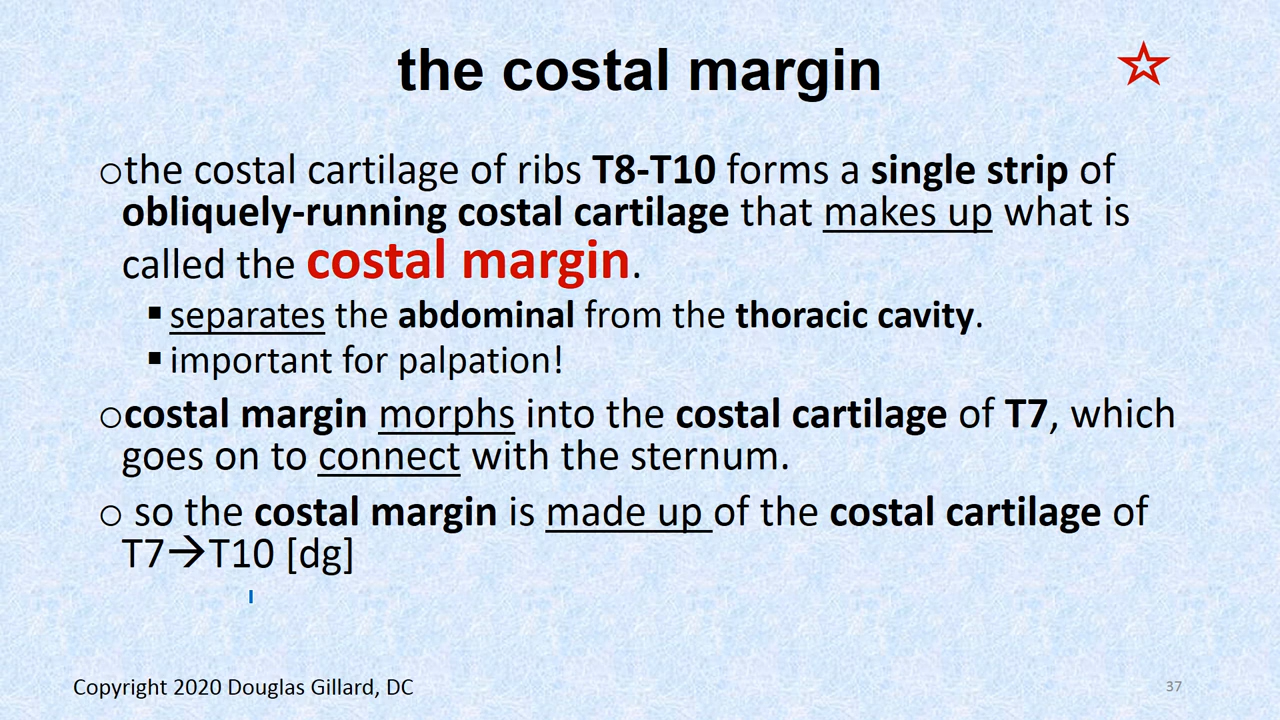 the costal margin
○the costal cartilage of ribs T8-T10 forms a single strip of
obliquely-running costal cartilage that makes up what is
called the costal margin.
▪separates the abdominal from the thoracic cavity.
▪important for palpation!
○costal margin morphs into the costal cartilage of T7, which
goes on to connect with the sternum.
○ so the costal margin is made up of the costal cartilage of
T7→T10 [dg]
Copyright 2020 Douglas Gillard, DC
37